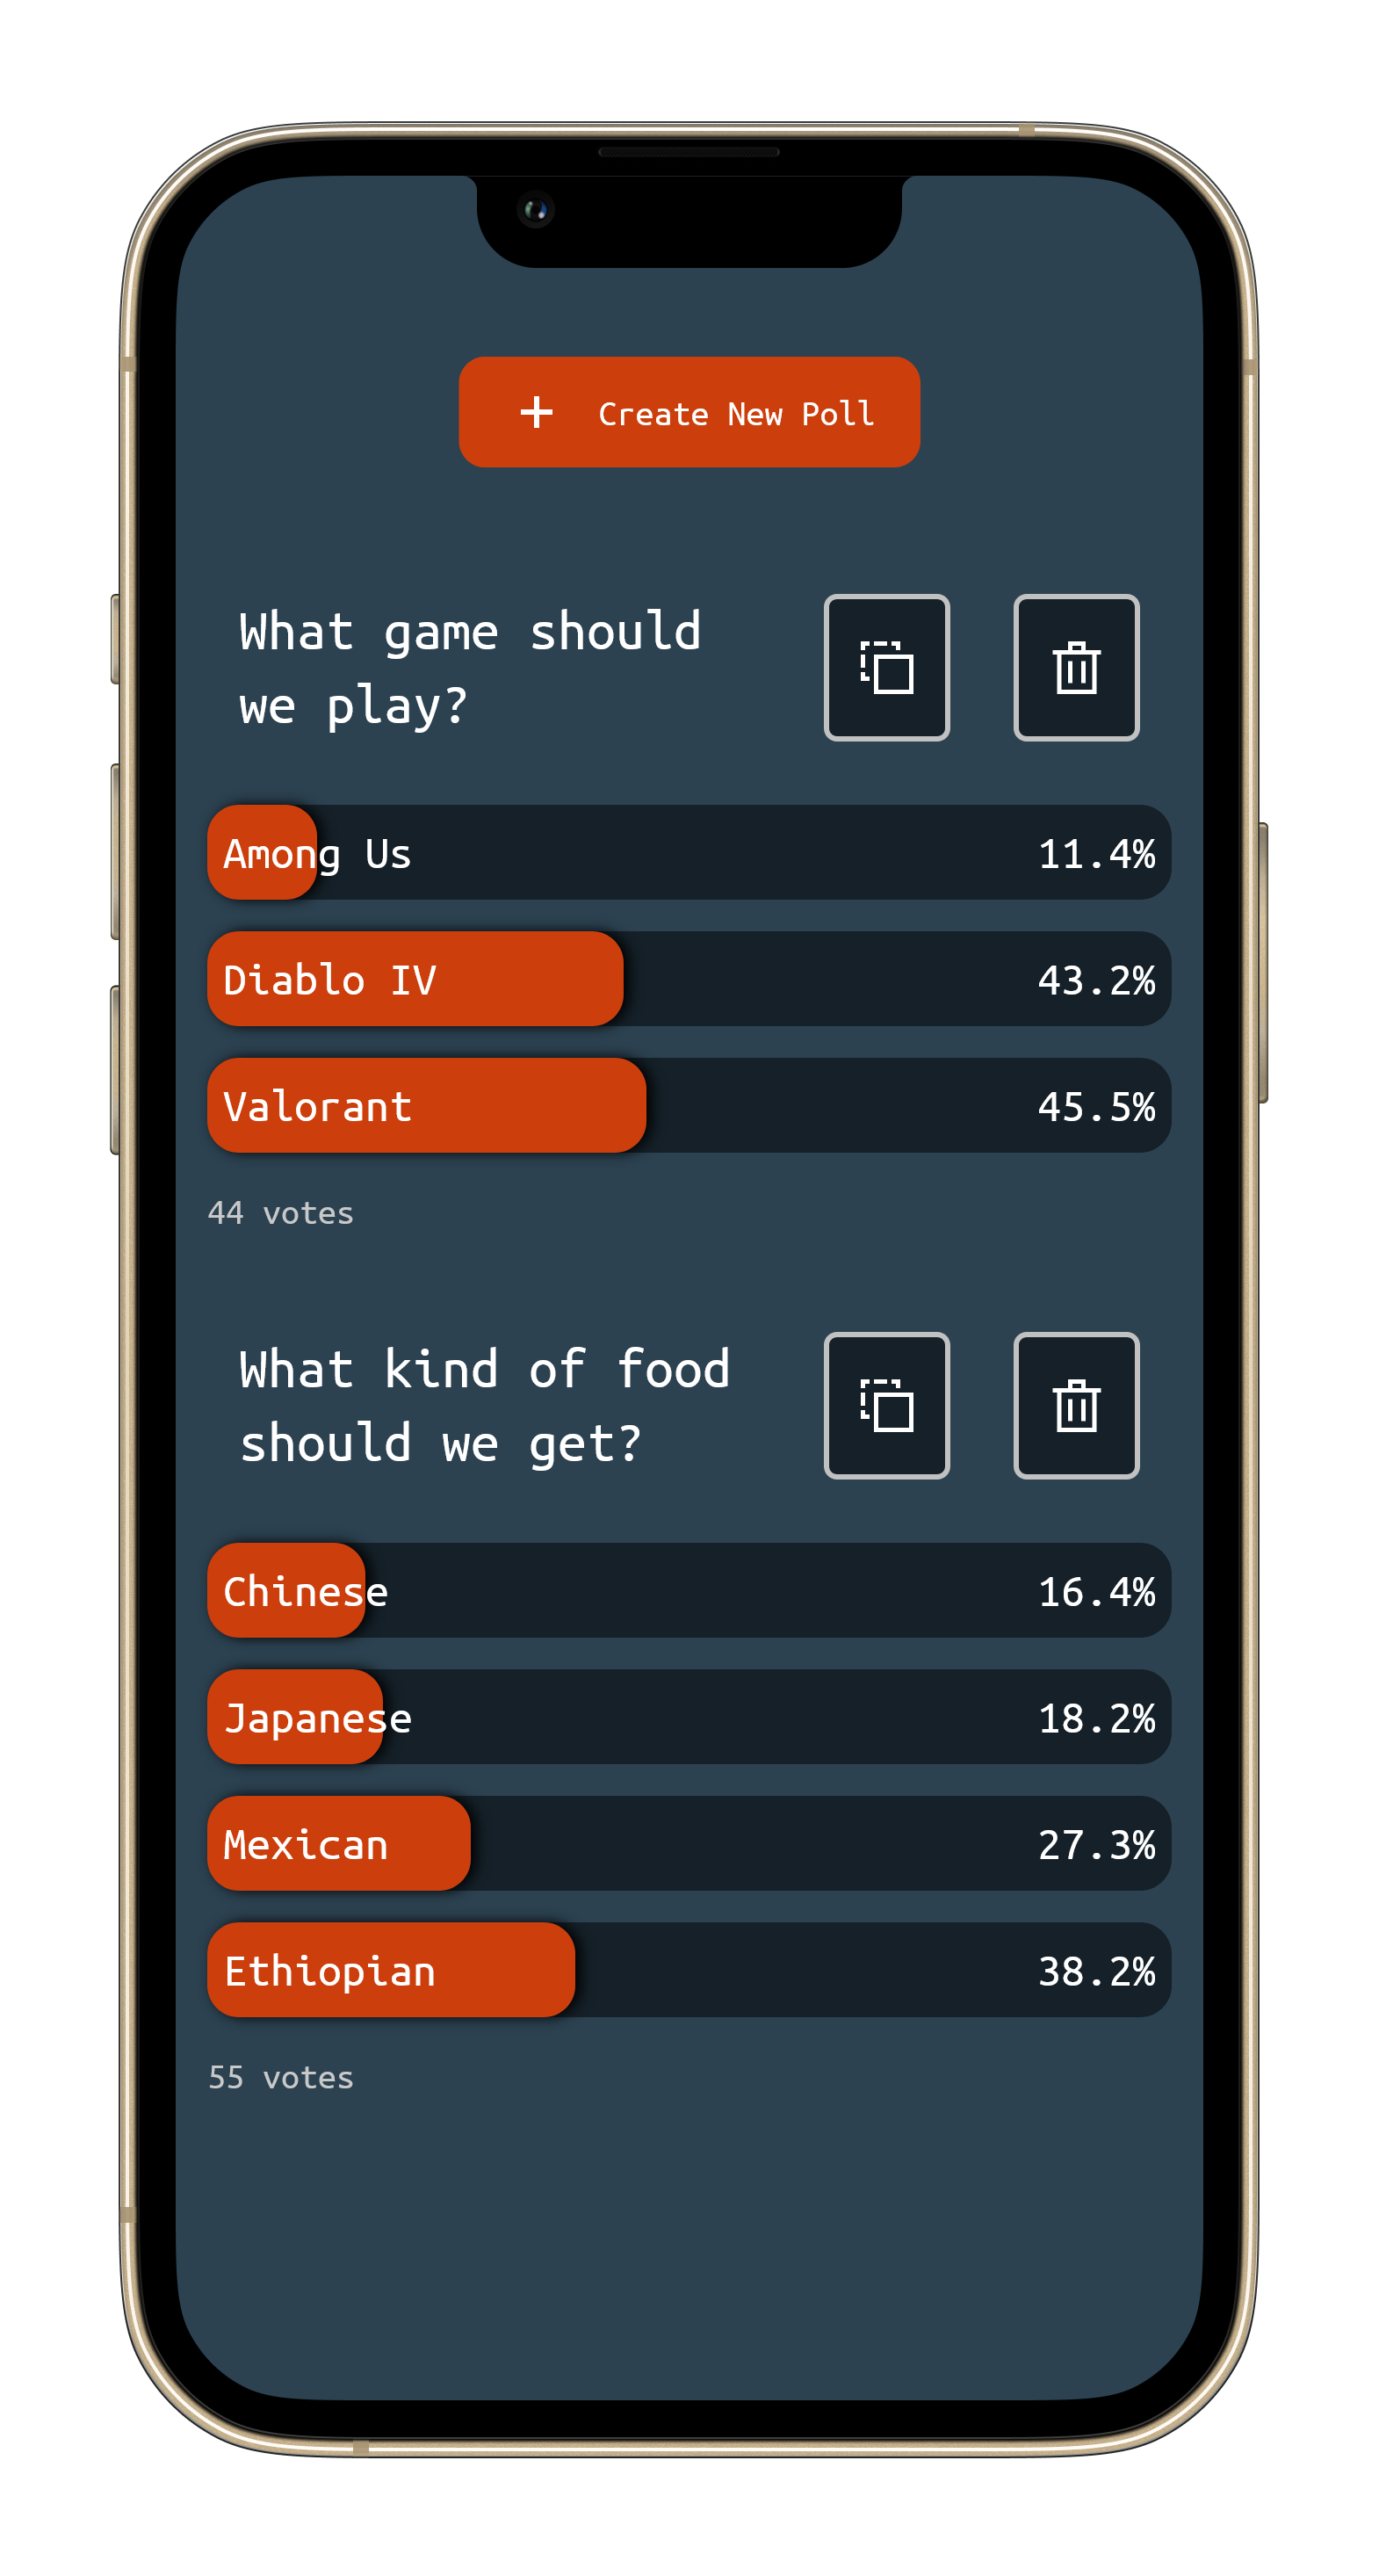 Create New Poll
What game should
we play?
Among Us 11.4%
Diablo IV 43.2%
Valorant 45.5%
44 votes
What kind of food
should we get?
Chinese 16.4%
Japanese 18.2%
Mexican 27.3%
Ethiopian 38.2%
55 votes